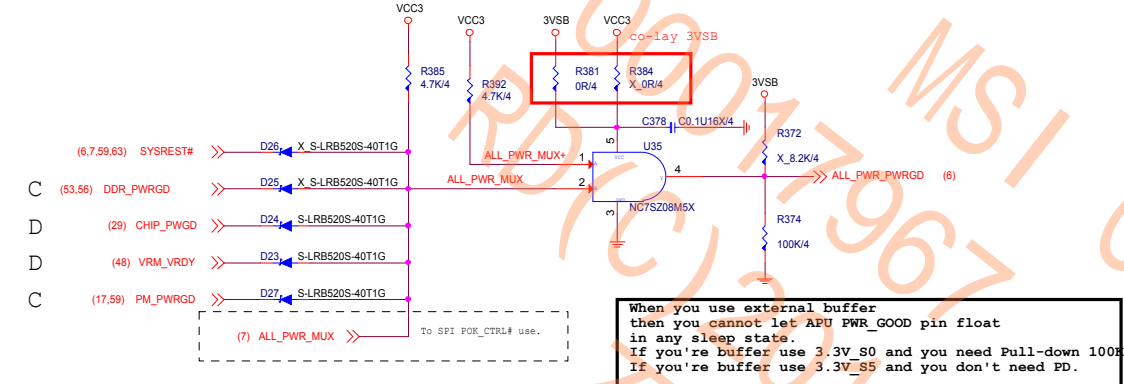 VCC3
VCC3
3VSB
VCC3
co-lay 3VSB
R385
4.7K/4
R392
4.7K/4
R381
0R/4
R384
X_0R/4
3VSB
C378
C0.1U16X/4
R372
X_8.2K/4
5
U35
VCC
(6,7,59,63) SYSREST#
D26
X_S-LRB520S-40T1G
ALL_PWR_MUX+
1
A
4
Y
ALL_PWR_PWRGD (6)
C
(53,56) DDR_PWRGD
D25
X_S-LRB520S-40T1G
ALL_PWR_MUX
2
GND
NC7SZ08M5X
3
D
(29) CHIP_PWGD
D24
S-LRB520S-40T1G
R374
100K/4
D
(48) VRM_VRDY
D23
S-LRB520S-40T1G
C
(17,59) PM_PWRGD
D27
S-LRB520S-40T1G
(7) ALL_PWR_MUX
To SPI POK_CTRL# use.
When you use external buffer
then you cannot let APU PWR_GOOD pin float
in any sleep state.
If you're buffer use 3.3V_S0 and you need Pull-down 100K
If you're buffer use 3.3V_S5 and you don't need PD.
MSI
00017967
RD(C)201